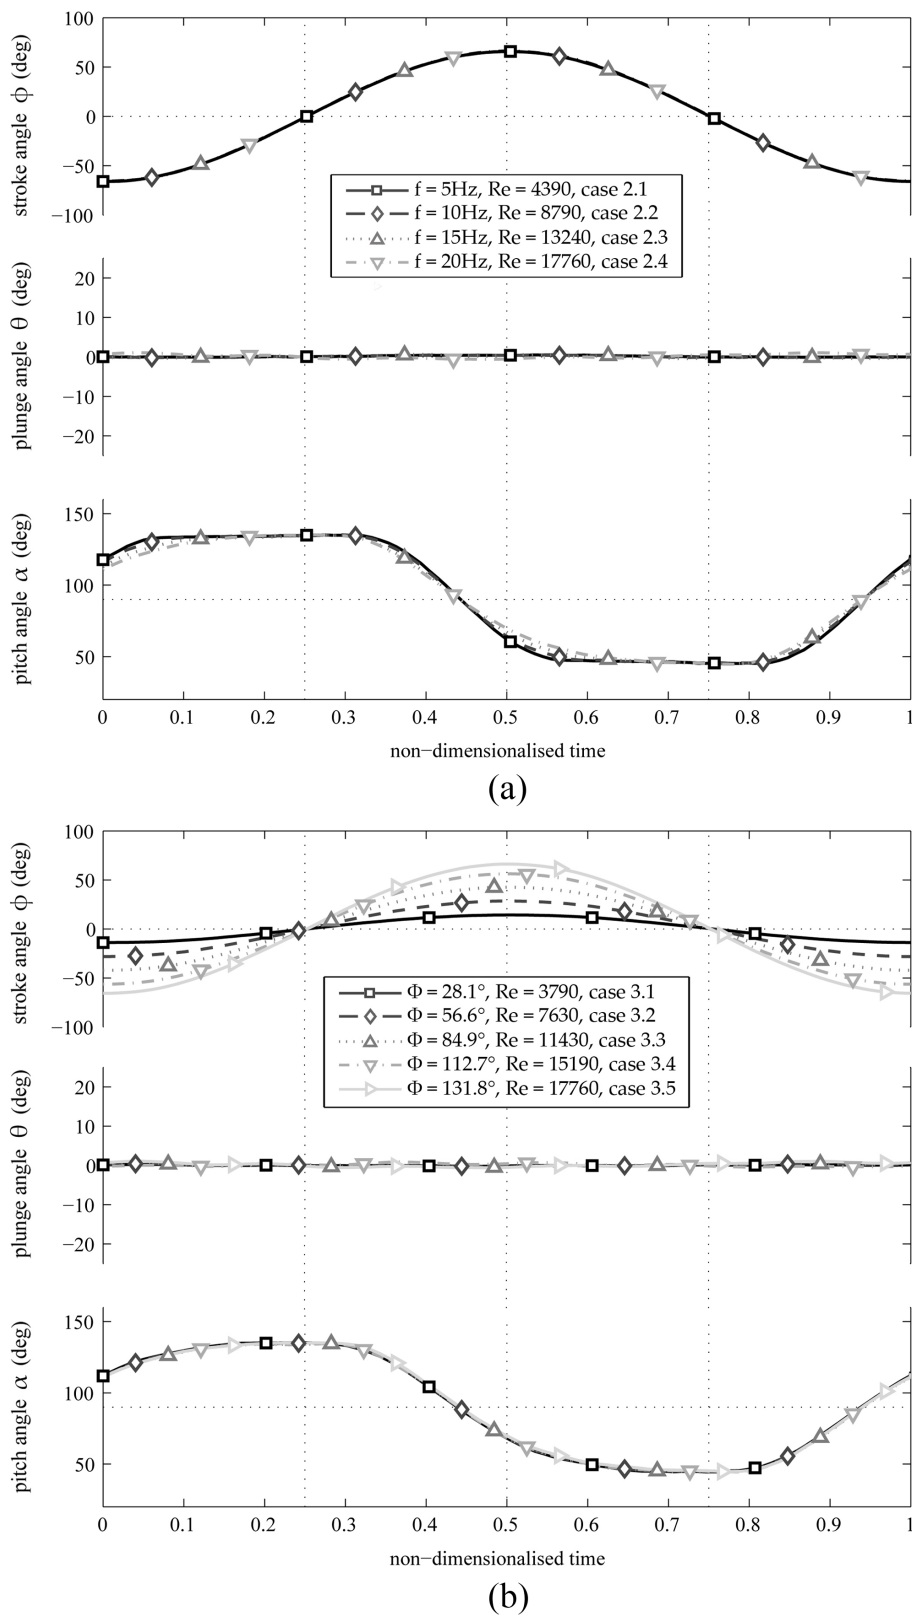 100
50
0
−50
−100
stroke angle ϕ (deg)
f = 5Hz, Re = 4390, case 2.1
f = 10Hz, Re = 8790, case 2.2
f = 15Hz, Re = 13240, case 2.3
f = 20Hz, Re = 17760, case 2.4
20
10
0
−10
−20
plunge angle θ (deg)
150
100
50
pitch angle α (deg)
0 0.1 0.2 0.3 0.4 0.5 0.6 0.7 0.8 0.9 1
non−dimensionalised time
(a)
100
50
0
−50
−100
stroke angle ϕ (deg)
Φ = 28.1°, Re = 3790, case 3.1
Φ = 56.6°, Re = 7630, case 3.2
Φ = 84.9°, Re = 11430, case 3.3
Φ = 112.7°, Re = 15190, case 3.4
Φ = 131.8°, Re = 17760, case 3.5
20
10
0
−10
−20
plunge angle θ (deg)
150
100
50
pitch angle α (deg)
0 0.1 0.2 0.3 0.4 0.5 0.6 0.7 0.8 0.9 1
non−dimensionalised time
(b)